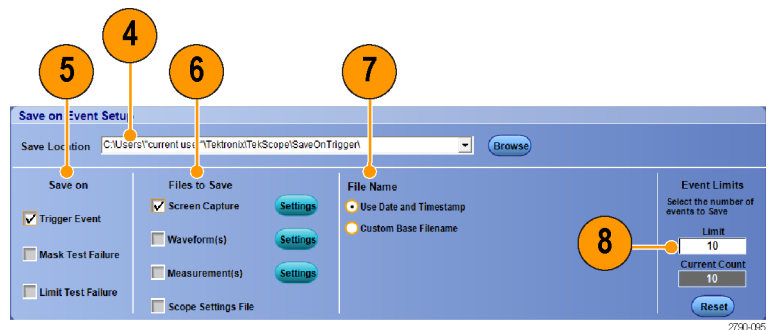 4
5
6
7
Save on Event Setup
Save Location C:\Users\"current user"\Tektronix\TekScope\SaveOnTrigger\ Browse
Save on
Trigger Event
Mask Test Failure
Limit Test Failure
Files to Save
Screen Capture Settings
Waveform(s) Settings
Measurement(s) Settings
Scope Settings File
File Name
Use Date and Timestamp
Custom Base Filename
8
Event Limits
Select the number of
events to Save
Limit
10
Current Count
10
Reset
2790-095